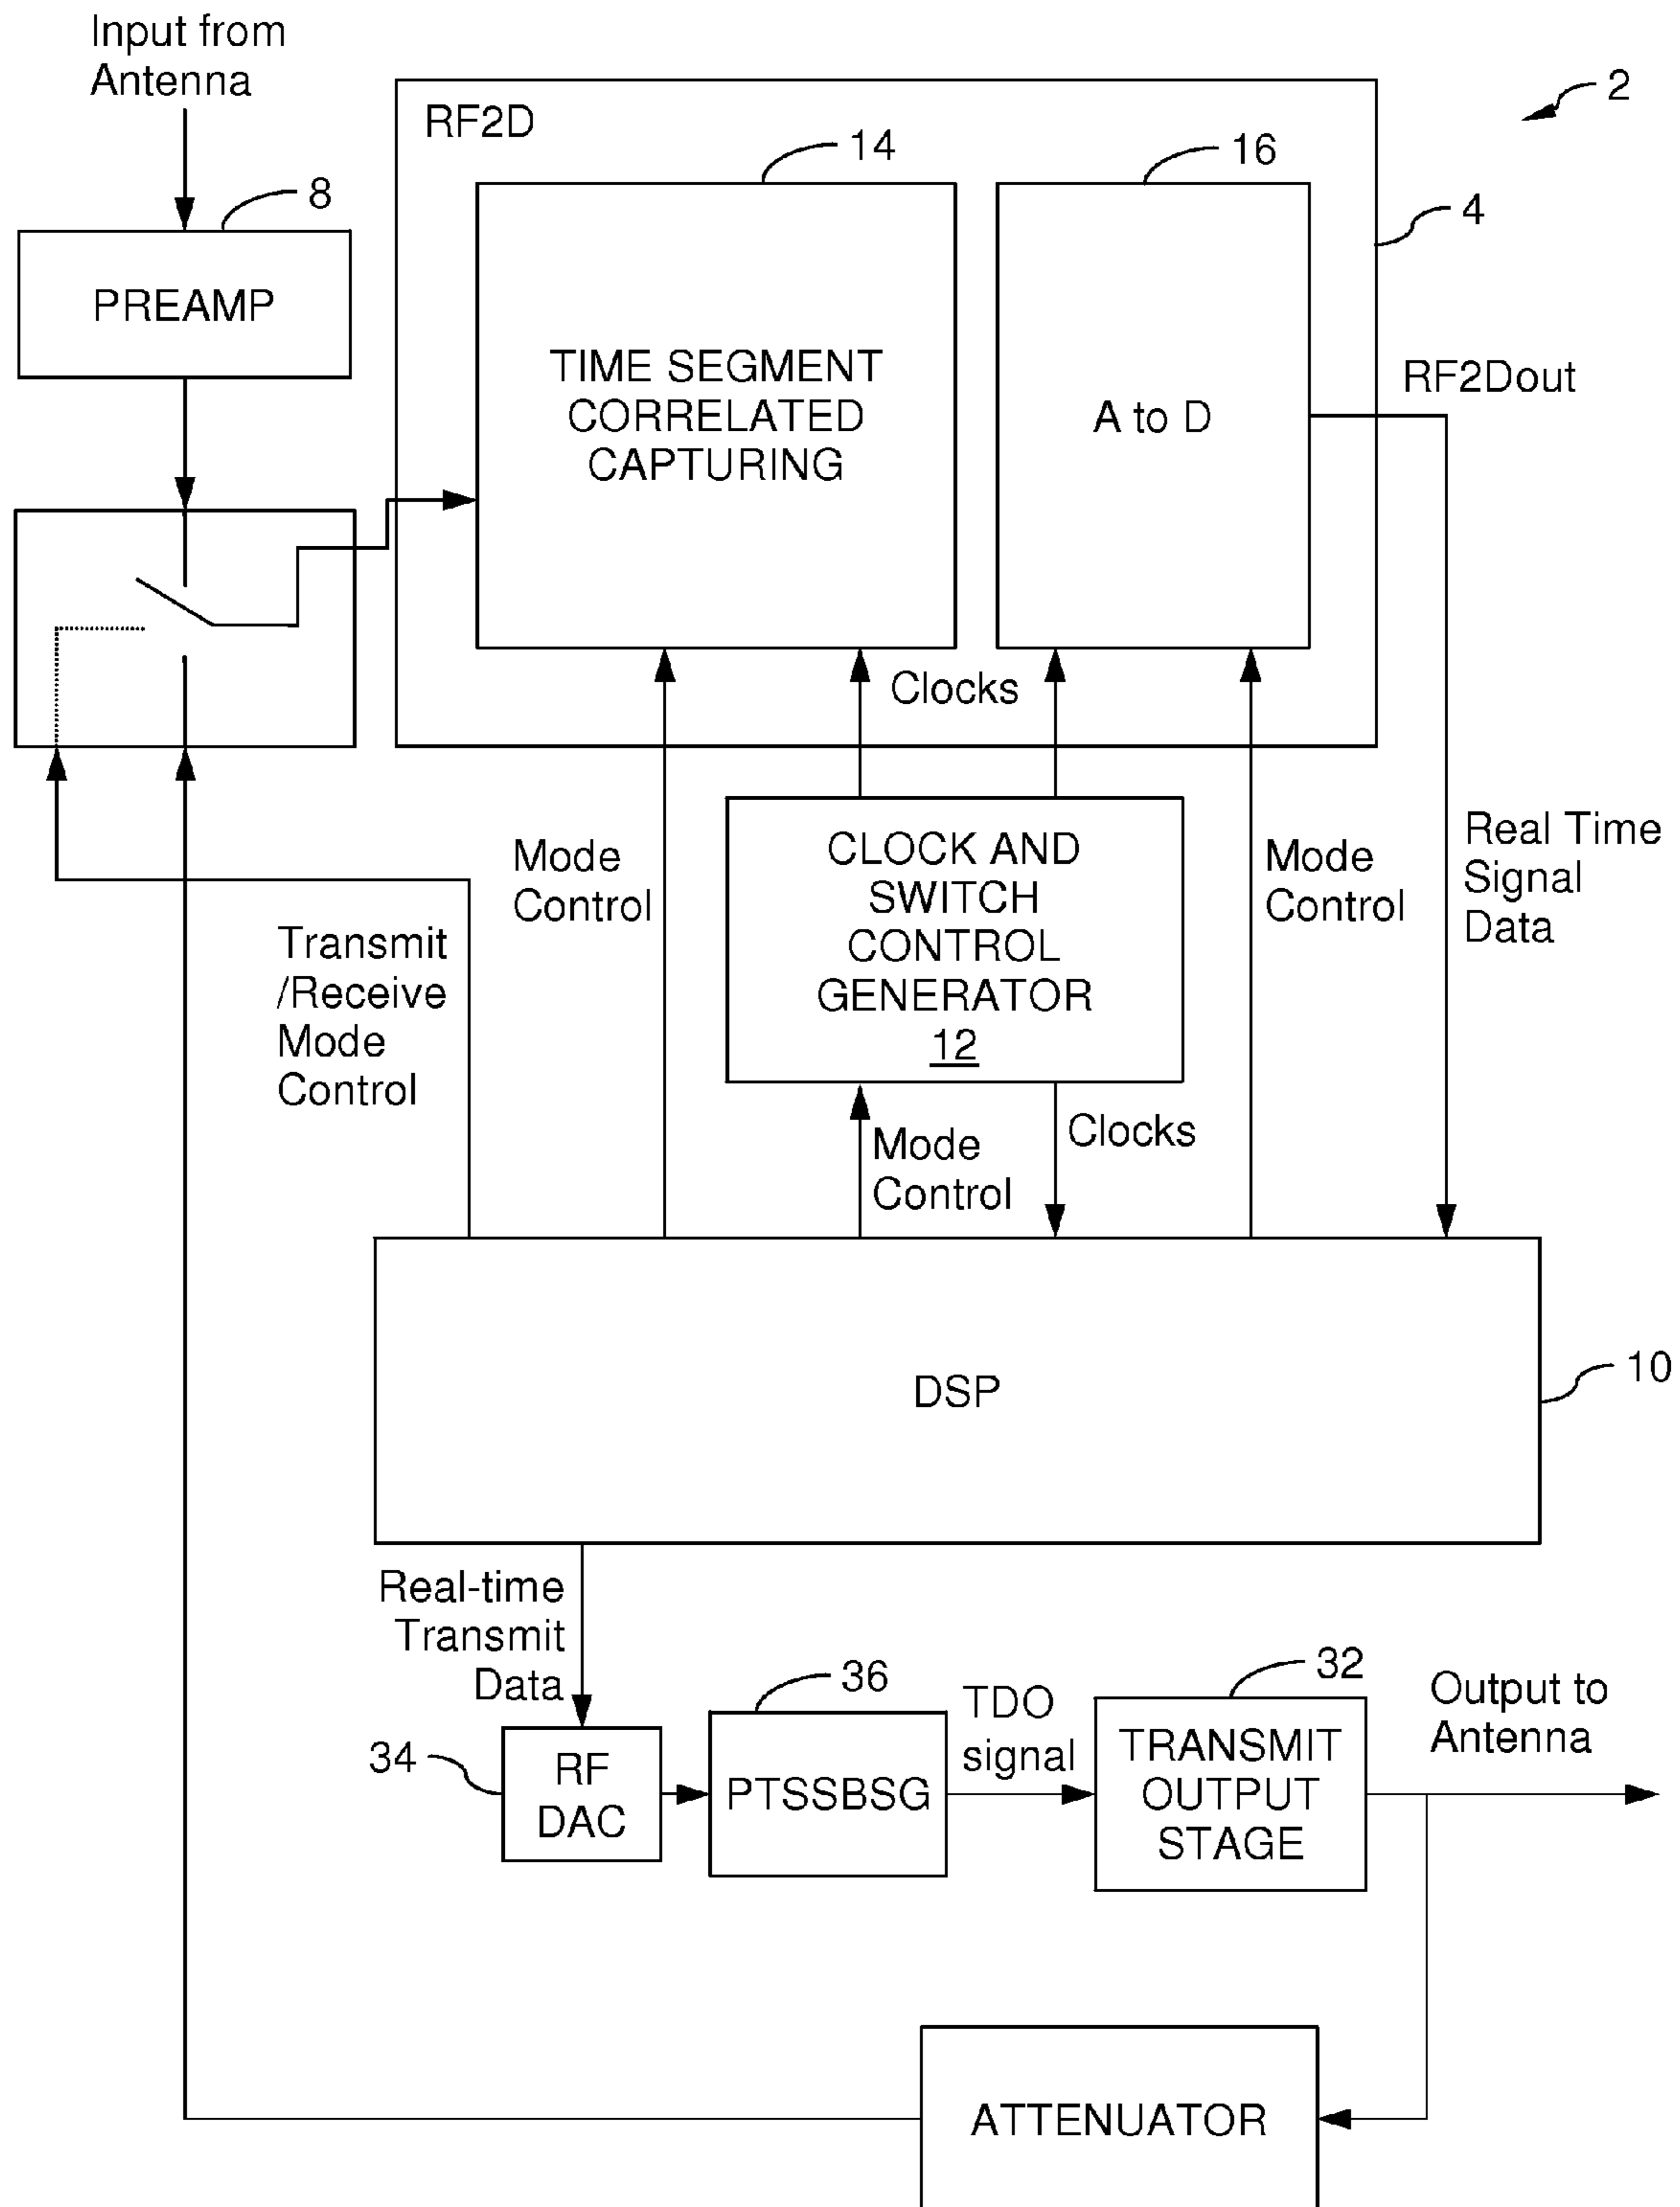 Input from
Antenna
2
RF2D
14
16
8
4
PREAMP
TIME SEGMENT
CORRELATED
CAPTURING
A to D
RF2Dout
Clocks
Mode
Control
CLOCK AND
SWITCH
CONTROL
GENERATOR
12
Mode
Control
Real Time
Signal
Data
Transmit
/Receive
Mode
Control
Mode
Control
Clocks
DSP
10
Real-time
Transmit
Data
34
RF
DAC
36
PTSSBSG
TDO
signal
32
TRANSMIT
OUTPUT
STAGE
Output to
Antenna
ATTENUATOR